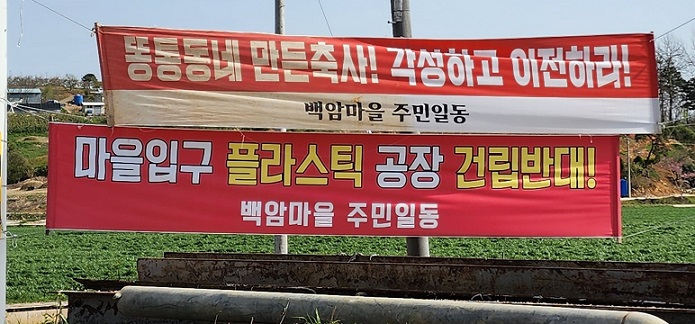 똥통동네 만든축사! 각성하고 이전하라!
백암마을 주민일동
마을입구 플라스틱 공장 건립반대!
백암마을 주민일동